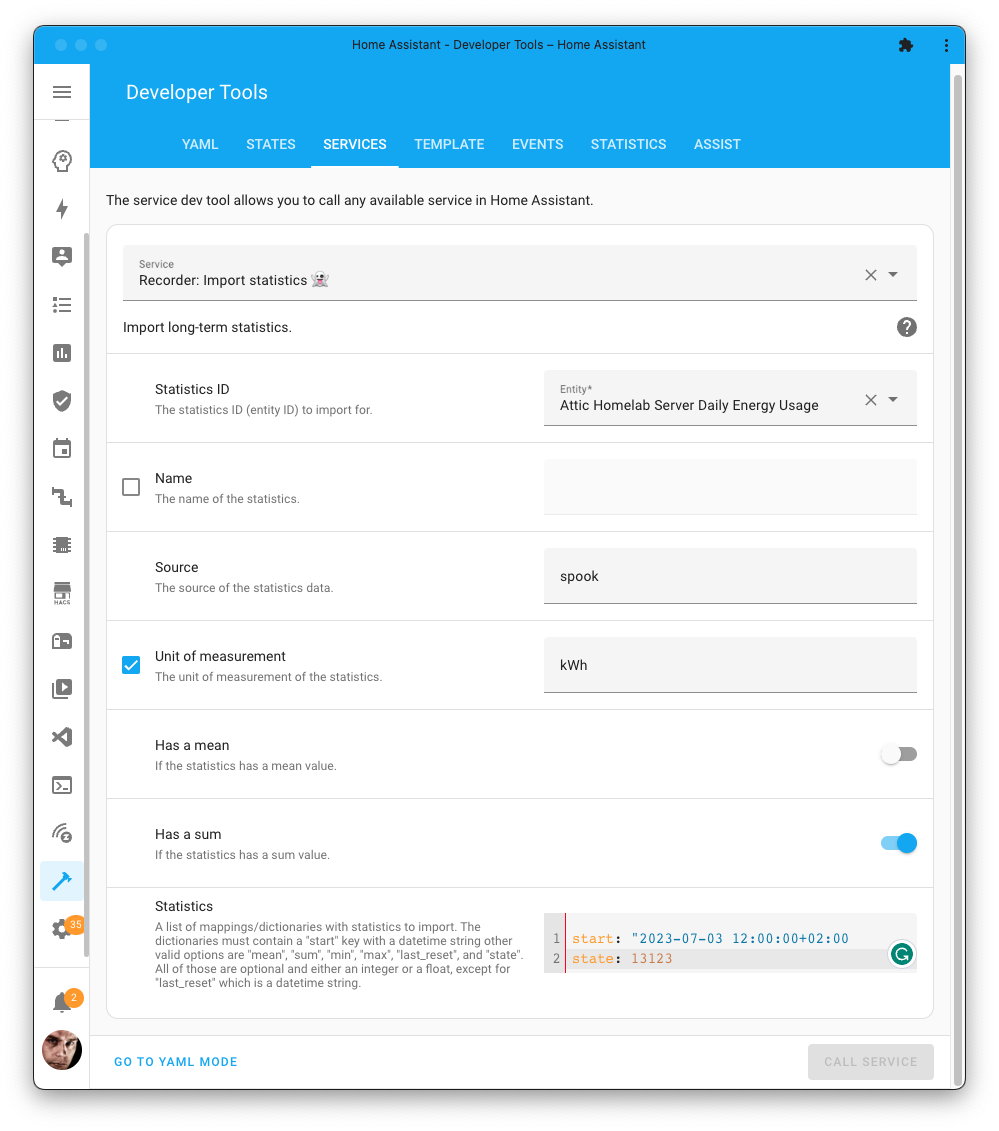 Home Assistant - Developer Tools – Home Assistant
Developer Tools
YAML STATES SERVICES TEMPLATE EVENTS STATISTICS ASSIST
The service dev tool allows you to call any available service in Home Assistant.
Service
Recorder: Import statistics 👻
Import long-term statistics.
Statistics ID
The statistics ID (entity ID) to import for.
Entity*
Attic Homelab Server Daily Energy Usage
Name
The name of the statistics.
Source
The source of the statistics data.
spook
Unit of measurement
The unit of measurement of the statistics.
kWh
Has a mean
If the statistics has a mean value.
Has a sum
If the statistics has a sum value.
Statistics
A list of mappings/dictionaries with statistics to import. The
dictionaries must contain a "start" key with a datetime string other
valid options are "mean", "sum", "min", "max", "last_reset", and "state".
All of those are optional and either an integer or a float, except for
"last_reset" which is a datetime string.
1 start: "2023-07-03 12:00:00+02:00
2 state: 13123
HACS
35
2
GO TO YAML MODE
CALL SERVICE